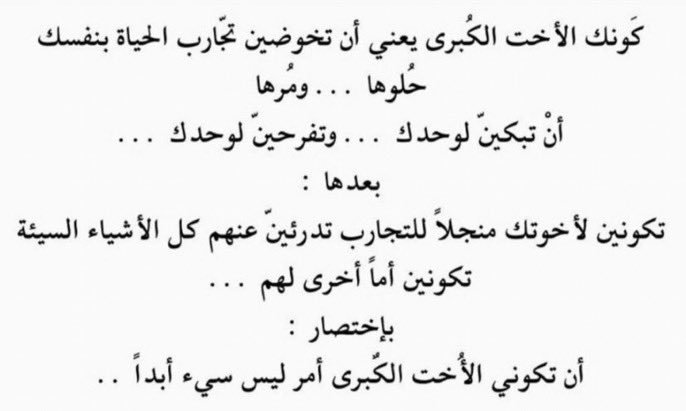 كَونك الأخت الكُبرى يعني أن تخوضين تجّارب الحياة بنفسك
حُلوها ... ومُرها
أنْ تبكينّ لوحدك ... وتفرحينّ لوحدك ...
بعدها :
تكونين لأخوتك منجلاً للتجارب تدرئينّ عنهم كل الأشياء السيئة
تكونين أماً أخرى لهم ...
بإختصار :
أن تكوني الأُخت الكٌبرى أمر ليس سيء أبداً ..